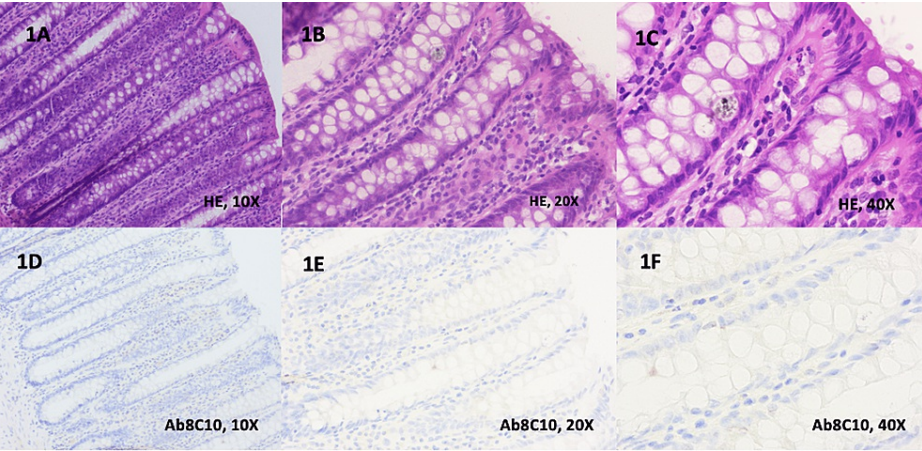 1A
HE, 10X
1B
HE, 20X
1C
HE, 40X
1D
Ab8C10, 10X
1E
Ab8C10, 20X
1F
Ab8C10, 40X